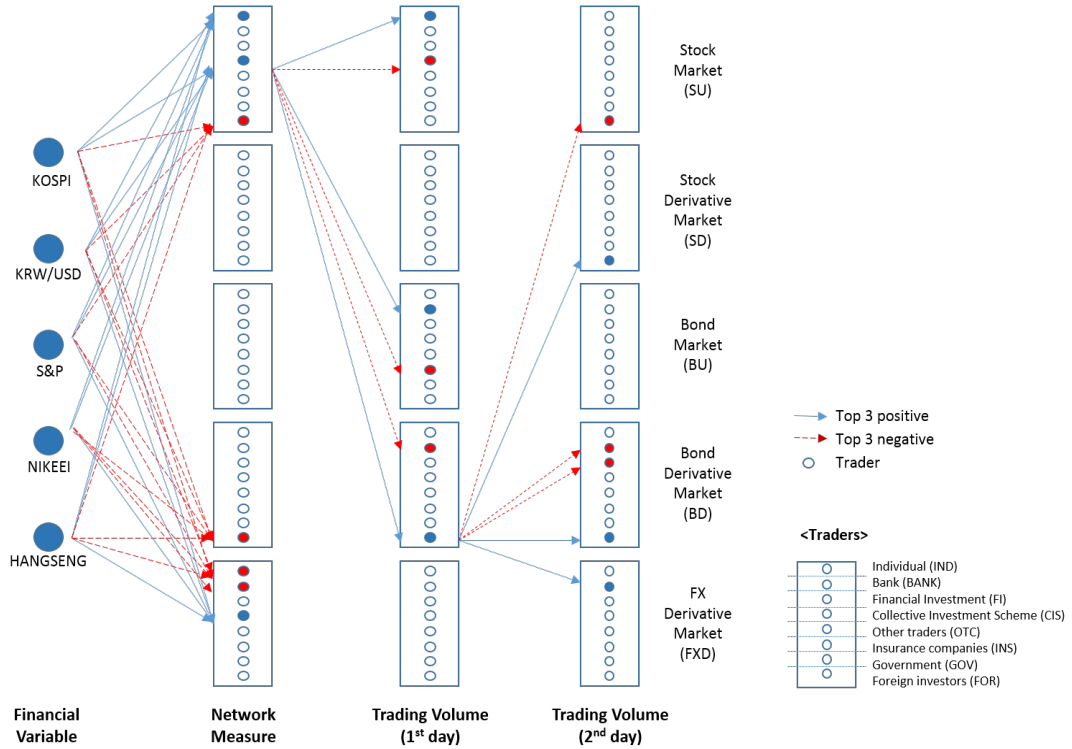 KOSPI
KRW/USD
S&P
NIKEEI
HANGSENG
Stock
Market
(SU)
Stock
Derivative
Market
(SD)
Bond
Market
(BU)
Bond
Derivative
Market
(BD)
FX
Derivative
Market
(FXD)
Top 3 positive
Top 3 negative
Trader
<Traders>
Individual (IND)
Bank (BANK)
Financial Investment (FI)
Collective Investment Scheme (CIS)
Other traders (OTC)
Insurance companies (INS)
Government (GOV)
Foreign investors (FOR)
Financial
Variable
Network
Measure
Trading Volume
(1st day)
Trading Volume
(2nd day)